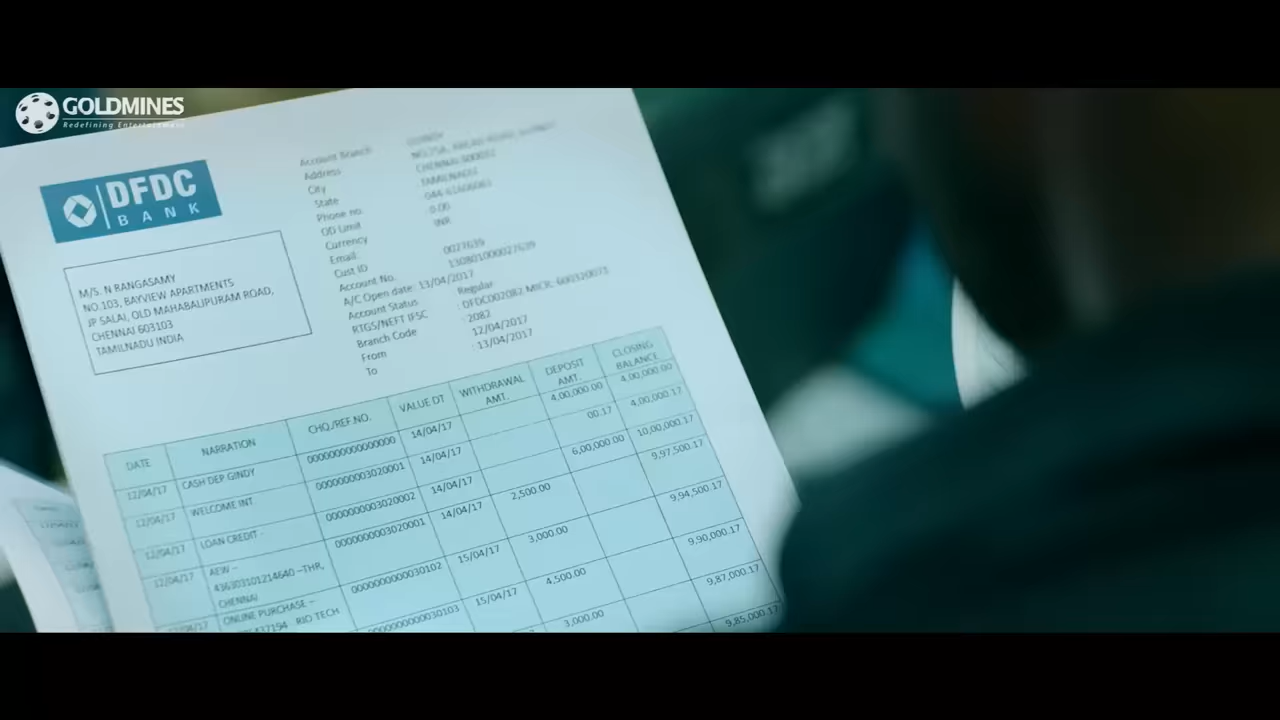 GOLDMINES
Redefining Entertainment
DFDC
BANK
M/S. N RANGASAMY
NO.103, BAYVIEW APARTMENTS
JP SALAI, OLD MAHABALIPURAM ROAD,
CHENNAI 603103
TAMILNADU INDIA
Account Branch
Address
City : CHENNAI
State : TAMILNADU
Phone no.
OD Limit : 0.00
Currency : INR
Email:
Cust ID 0027639
Account No. 130801000027639
A/C Open date: 13/04/2017
Account Status : Regular
RTGS/NEFT IFSC : DFDC002082 MICR:
Branch Code : 2082
From : 12/04/2017
To : 13/04/2017
DATE NARRATION CHQ./REF.NO. VALUE DT WITHDRAWAL AMT. DEPOSIT AMT. CLOSING BALANCE
12/04/17 CASH DEP GINDY 0000000000000000 14/04/17 4,00,000.00 4,00,000.00
12/04/17 WELCOME INT 0000000003020001 14/04/17 00.17 4,00,000.17
12/04/17 LOAN CREDIT 0000000003020002 14/04/17 6,00,000.00 10,00,000.17
12/04/17 AEW – 0000000003020001 14/04/17 2,500.00 9,97,500.17
436303101214640 –THR,
CHENNAI
ONLINE PURCHASE – 0000000000030102 15/04/17 3,000.00 9,94,500.17
RIO TECH
15/04/17 4,500.00 9,90,000.17
3,000.00 9,87,000.17
9,85,000.17